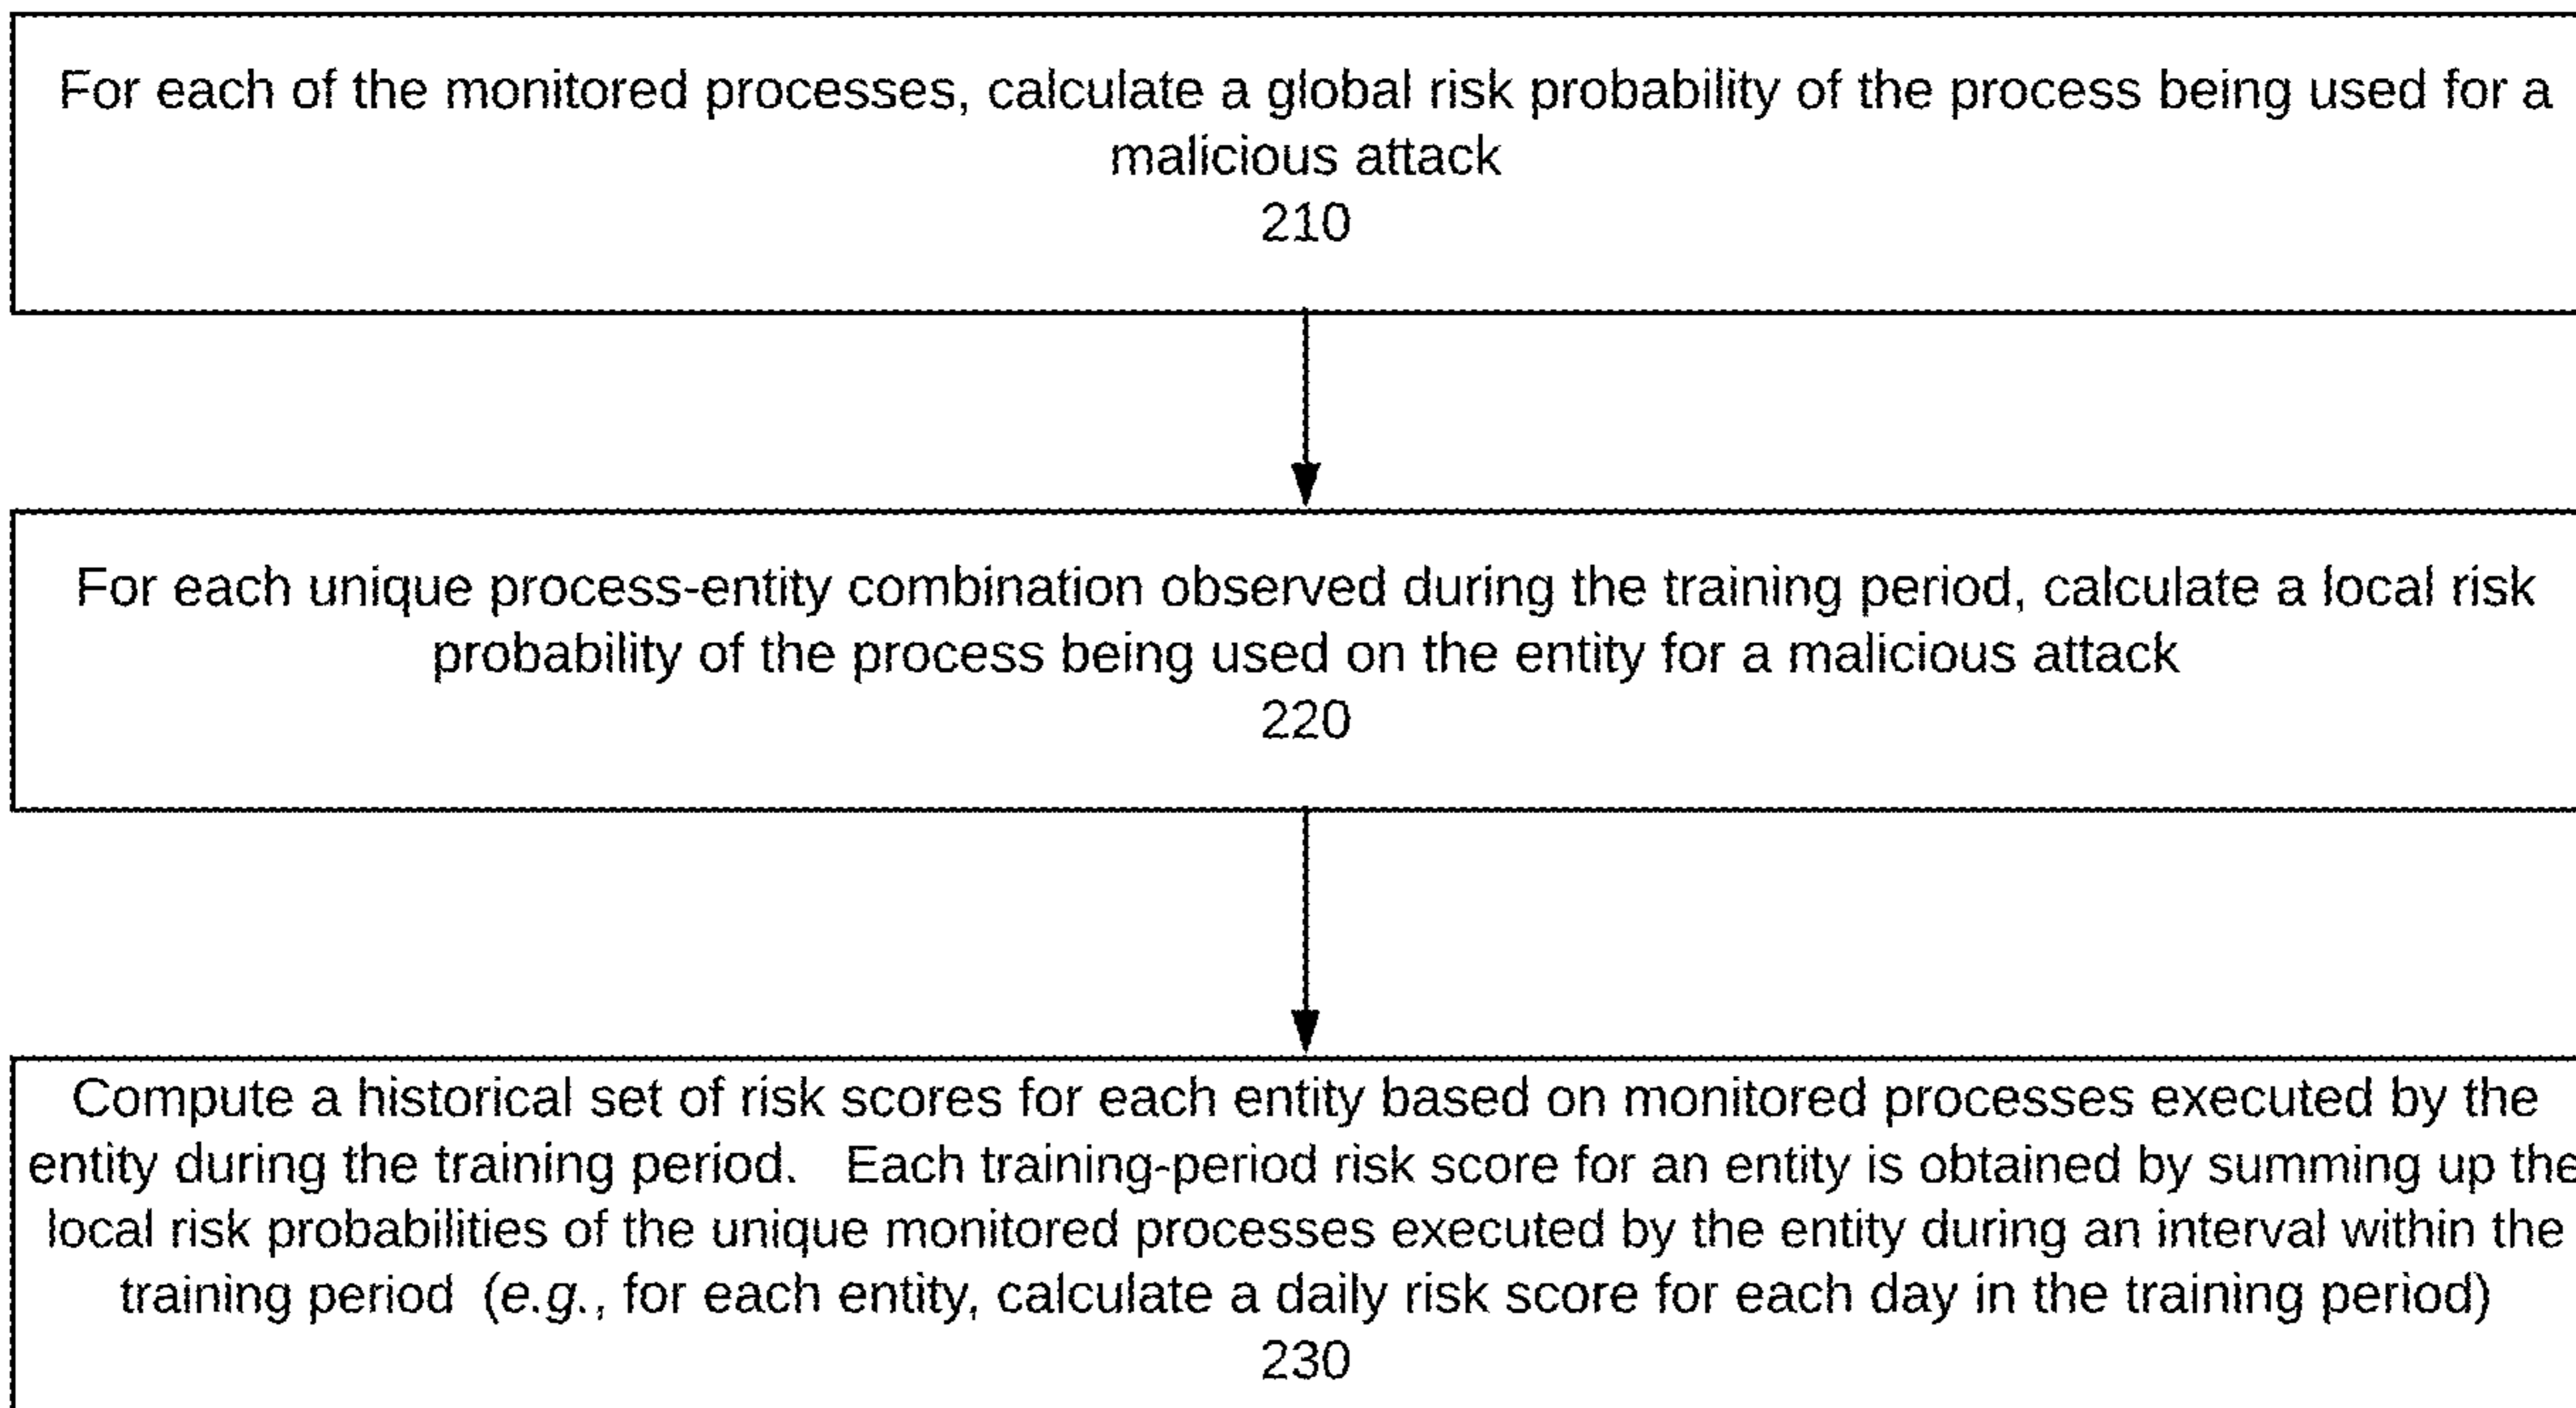 For each of the monitored processes, calculate a global risk probability of the process being used for a
malicious attack
210
For each unique process-entity combination observed during the training period, calculate a local risk
probability of the process being used on the entity for a malicious attack
220
Compute a historical set of risk scores for each entity based on monitored processes executed by the
entity during the training period.   Each training-period risk score for an entity is obtained by summing up the
local risk probabilities of the unique monitored processes executed by the entity during an interval within the
training period  (e.g., for each entity, calculate a daily risk score for each day in the training period)
230